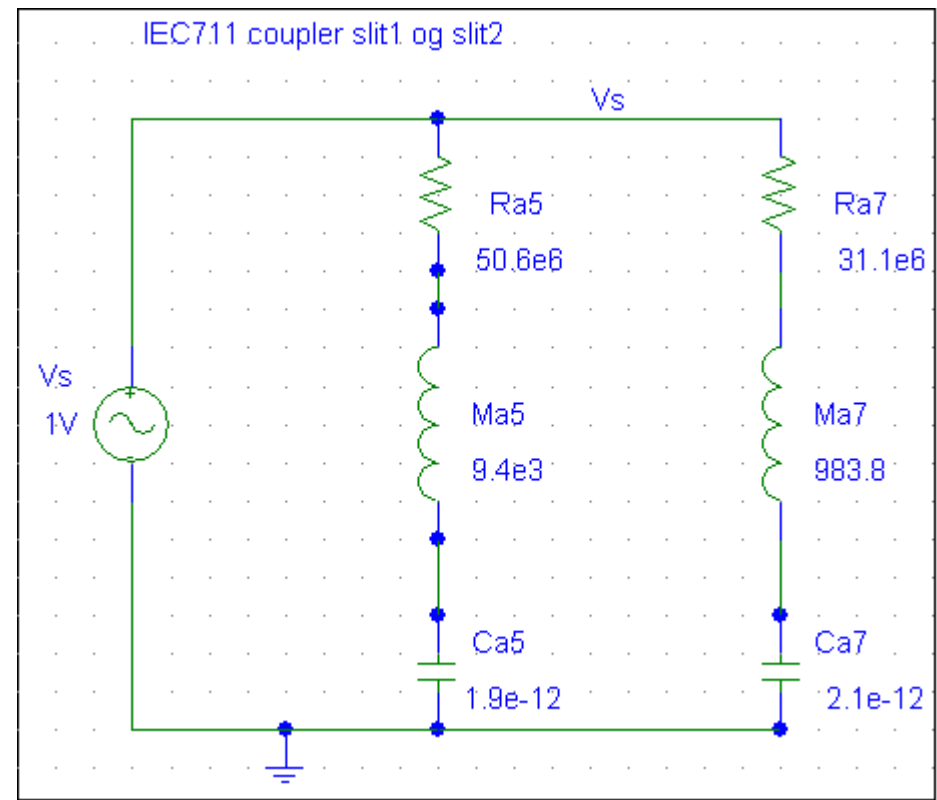 IEC711 coupler slit1 og slit2
Vs
Ra5
Ra7
50.6e6
31.1e6
Vs
1V
Ma5
Ma7
9.4e3
983.8
Ca5
Ca7
1.9e-12
2.1e-12